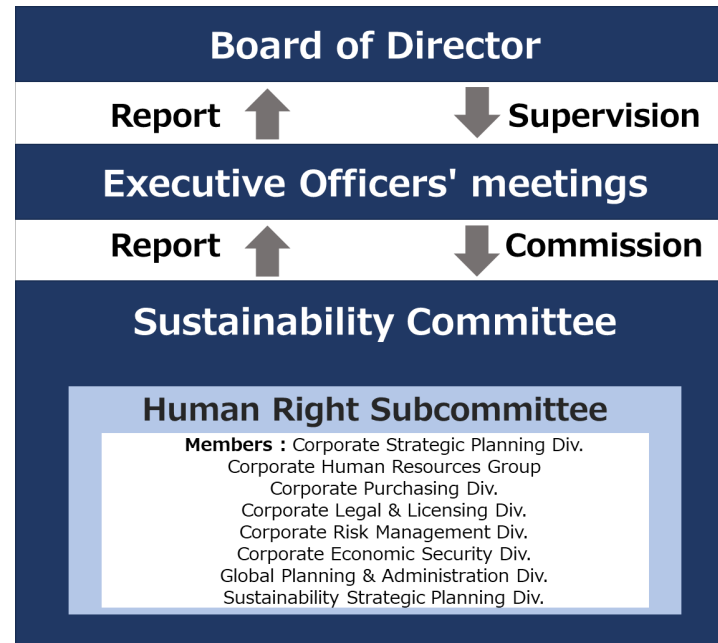 Board of Director
Report Supervision
Executive Officers' meetings
Report Commission
Sustainability Committee
Human Right Subcommittee
Members : Corporate Strategic Planning Div.
Corporate Human Resources Group
Corporate Purchasing Div.
Corporate Legal & Licensing Div.
Corporate Risk Management Div.
Corporate Economic Security Div.
Global Planning & Administration Div.
Sustainability Strategic Planning Div.